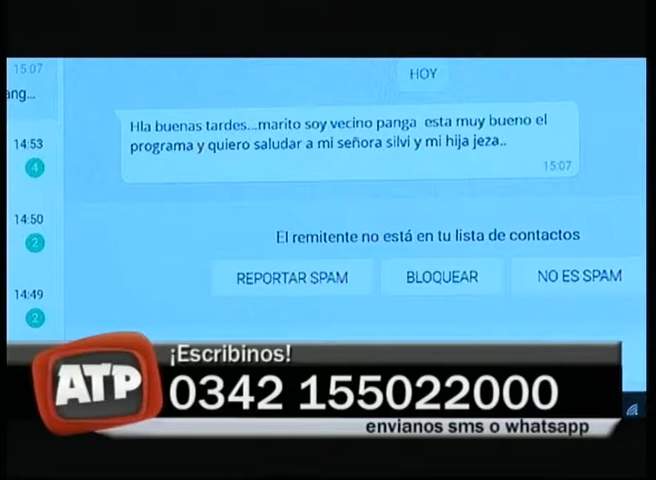 15:07
ang...
14:53
4
14:50
2
14:49
2
HOY
Hla buenas tardes...marito soy vecino panga esta muy bueno el
programa y quiero saludar a mi señora silvi y mi hija jeza..
15:07
El remitente no está en tu lista de contactos
REPORTAR SPAM
BLOQUEAR
NO ES SPAM
ATP
¡Escribinos!
0342 155022000
envianos sms o whatsapp